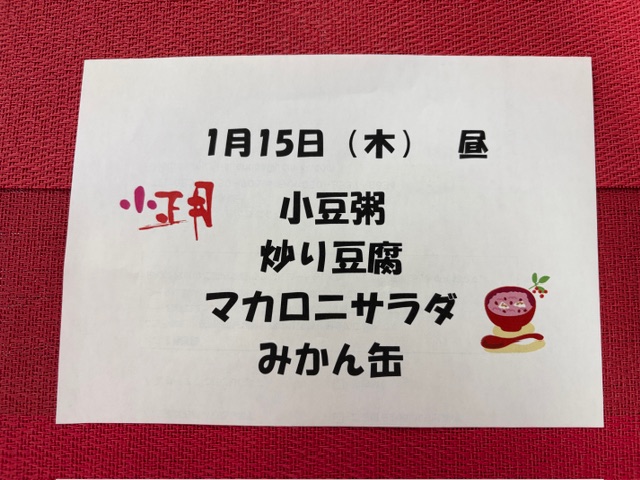 1月15日（木）　昼
小正月
小豆粥
炒り豆腐
マカロニサラダ
みかん缶